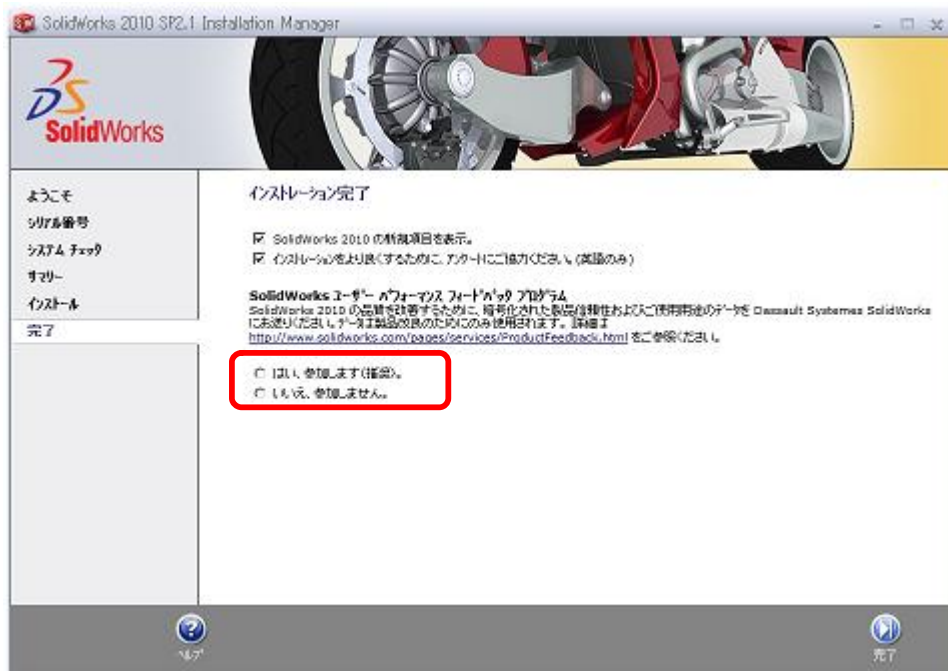 SolidWorks 2010 SP2.1 Installation Manager
SolidWorks
ようこそ
シリアル番号
システム チェック
サマリー
インストール
完了
インストレーション完了
SolidWorks 2010 の新規項目を表示。
インストレーションをより良くするために、アンケートにご協力ください。(英語のみ)
SolidWorks ユーザー パフォーマンス フィードバック プログラム
SolidWorks 2010 の品質を改善するために、暗号化された製品信頼性およびご使用用途のデータを Dassault Systemes SolidWorks
にお送りください。データは製品改良のためにのみ使用されます。詳細は
http://www.solidworks.com/pages/services/ProductFeedback.html をご参照ください。
はい、参加します(推奨)。
いいえ、参加しません。
ヘルプ
完了